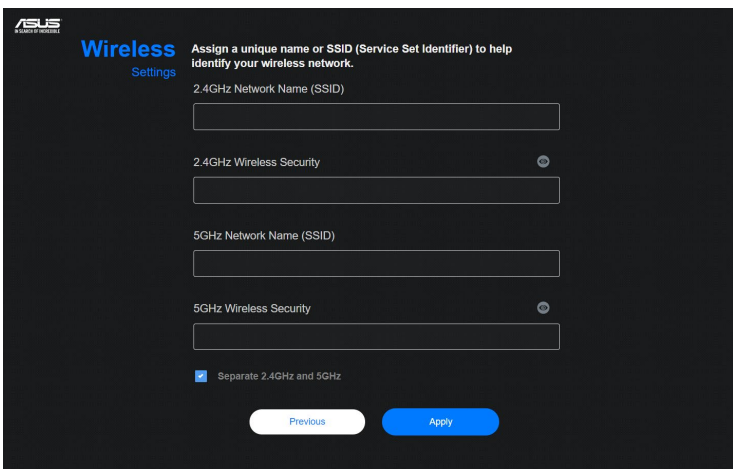 ASUS
IN SEARCH OF INCREDIBLE
Wireless
Settings
Assign a unique name or SSID (Service Set Identifier) to help
identify your wireless network.
2.4GHz Network Name (SSID)
2.4GHz Wireless Security
5GHz Network Name (SSID)
5GHz Wireless Security
Separate 2.4GHz and 5GHz
Previous
Apply